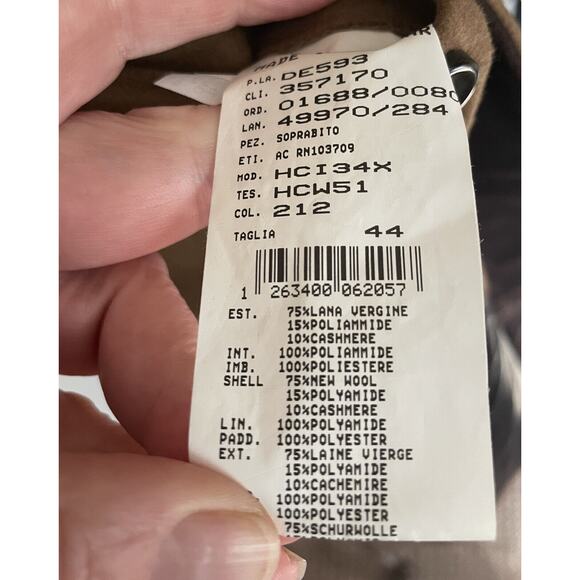 MADE
P.LA. DE593
CLI. 357170
ORD. 01688/0080
LAN. 49970/284
PEZ. SOPRABITO
ETI. AC RN103709
MOD. HCI34X
TES. HCW51
COL. 212
TAGLIA 44
1 263400 062057
EST. 75%LANA VERGINE
15%POLIAMMIDE
10%CASHMERE
INT. 100%POLIAMMIDE
IMB. 100%POLIESTERE
SHELL 75%NEW WOOL
15%POLYAMIDE
10%CASHMERE
LIN. 100%POLYAMIDE
PADD. 100%POLYESTER
EXT. 75%LAINE VIERGE
15%POLYAMIDE
10%CACHEMIRE
100%POLYAMIDE
100%POLYESTER
75%SCHURWOLLE